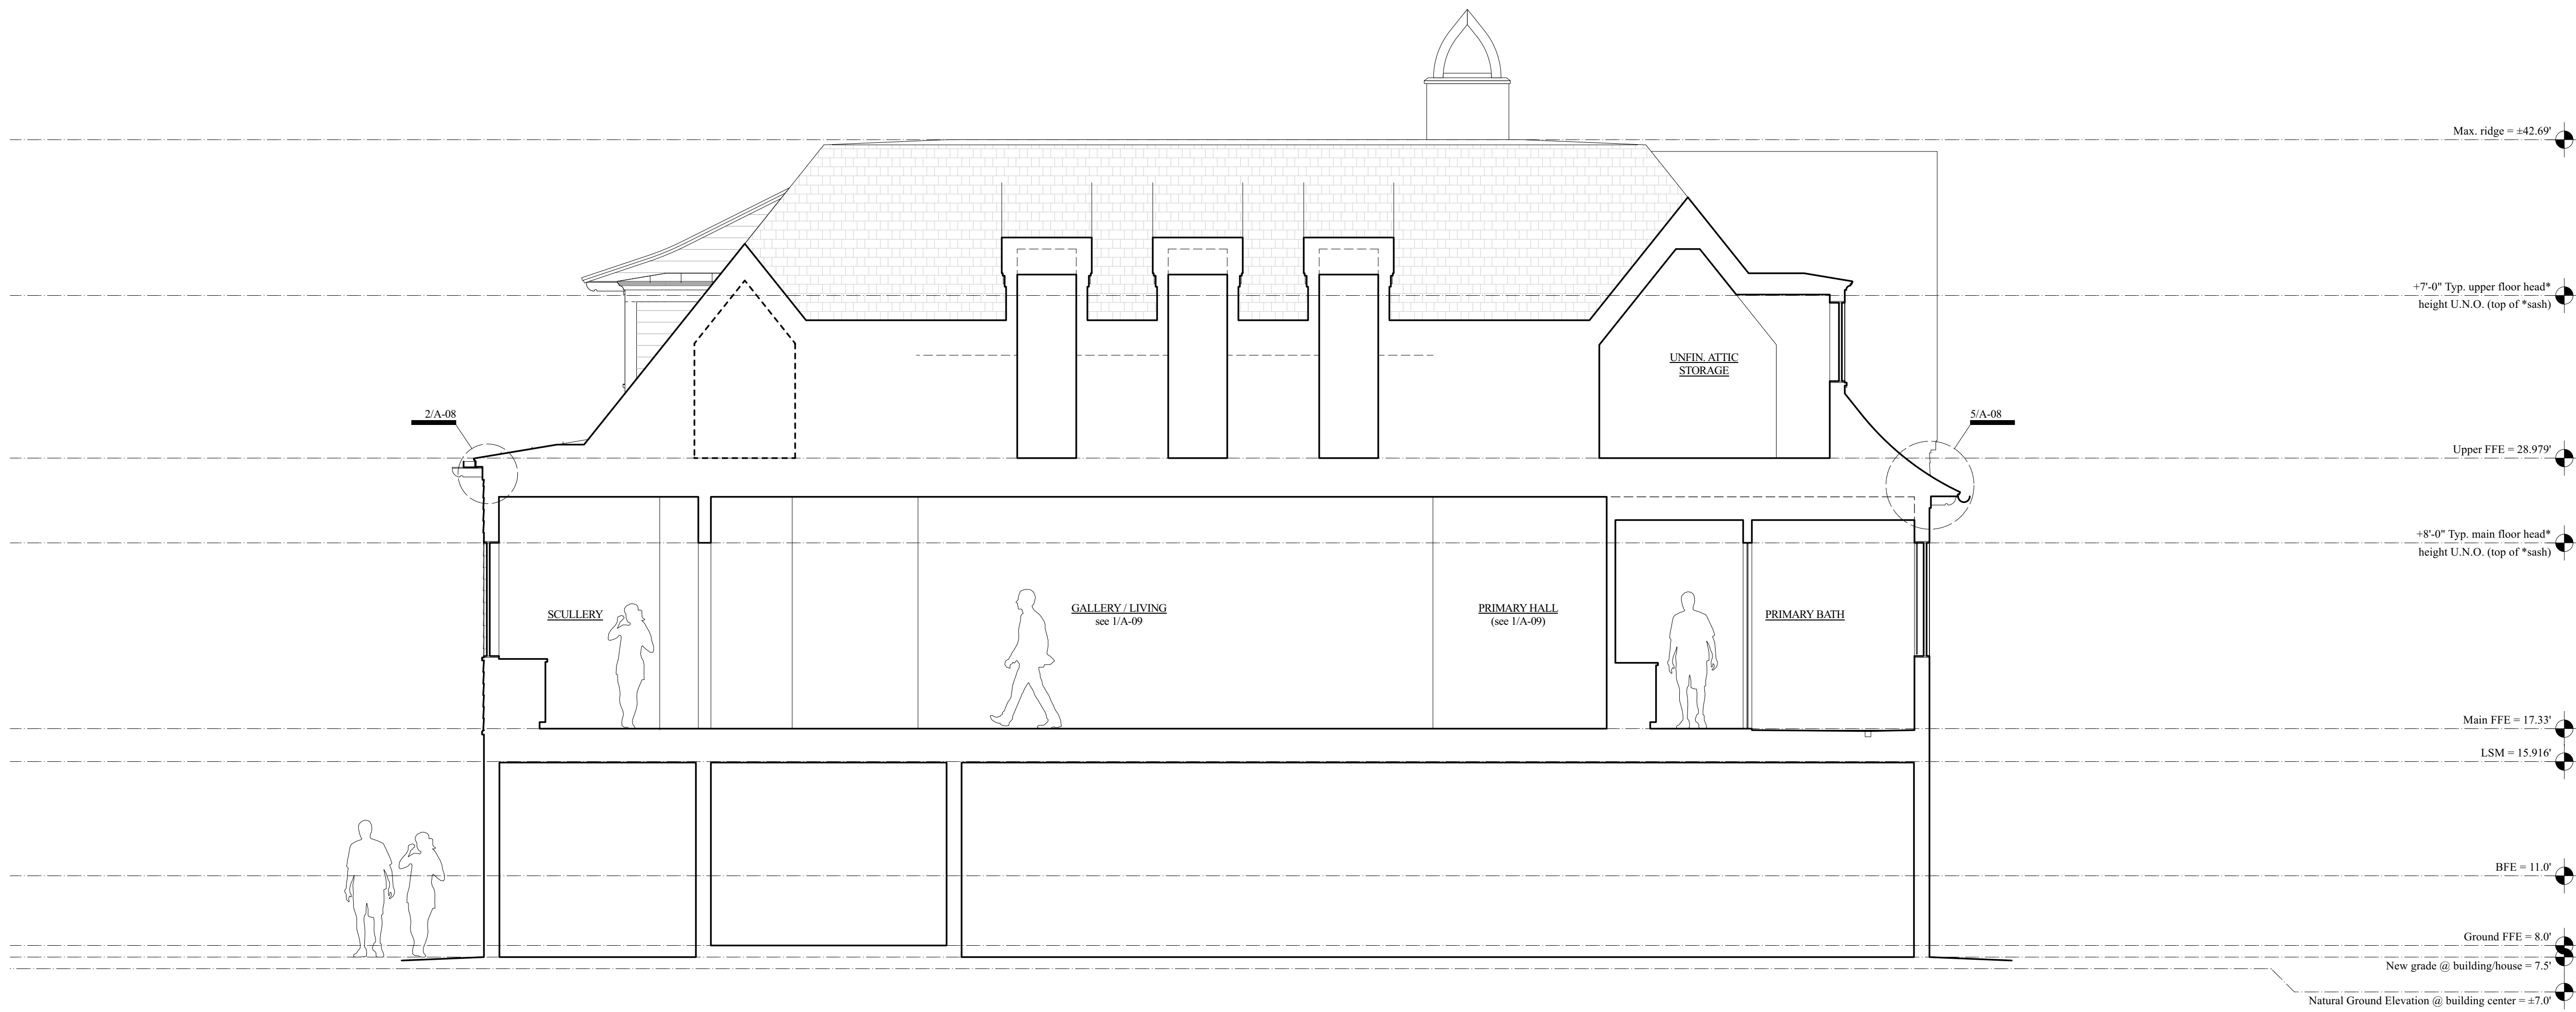 Max. ridge = ±42.69'
+7'-0" Typ. upper floor head*
height U.N.O. (top of *sash)
UNFIN. ATTIC
STORAGE
2/A-08
5/A-08
Upper FFE = 28.979'
+8'-0" Typ. main floor head*
height U.N.O. (top of *sash)
SCULLERY
GALLERY / LIVING
see 1/A-09
PRIMARY HALL
(see 1/A-09)
PRIMARY BATH
Main FFE = 17.33'
LSM = 15.916'
BFE = 11.0'
Ground FFE = 8.0'
New grade @ building/house = 7.5'
Natural Ground Elevation @ building center = ±7.0'